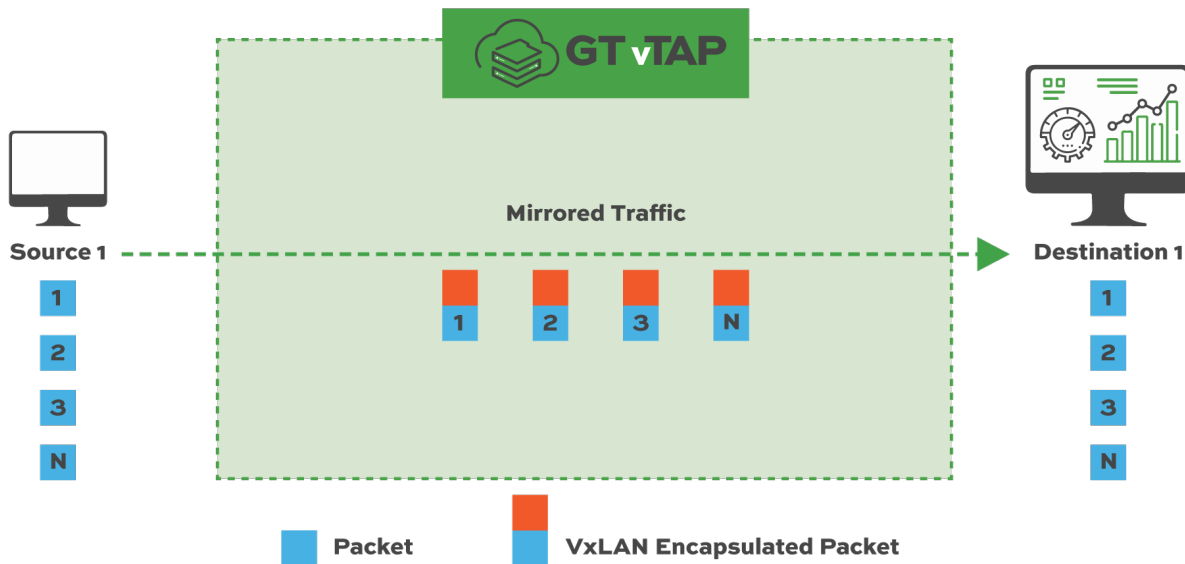 GT vTAP
Mirrored Traffic
Source 1
Destination 1
1
2
3
N
1
2
3
N
1
2
3
N
Packet
VxLAN Encapsulated Packet